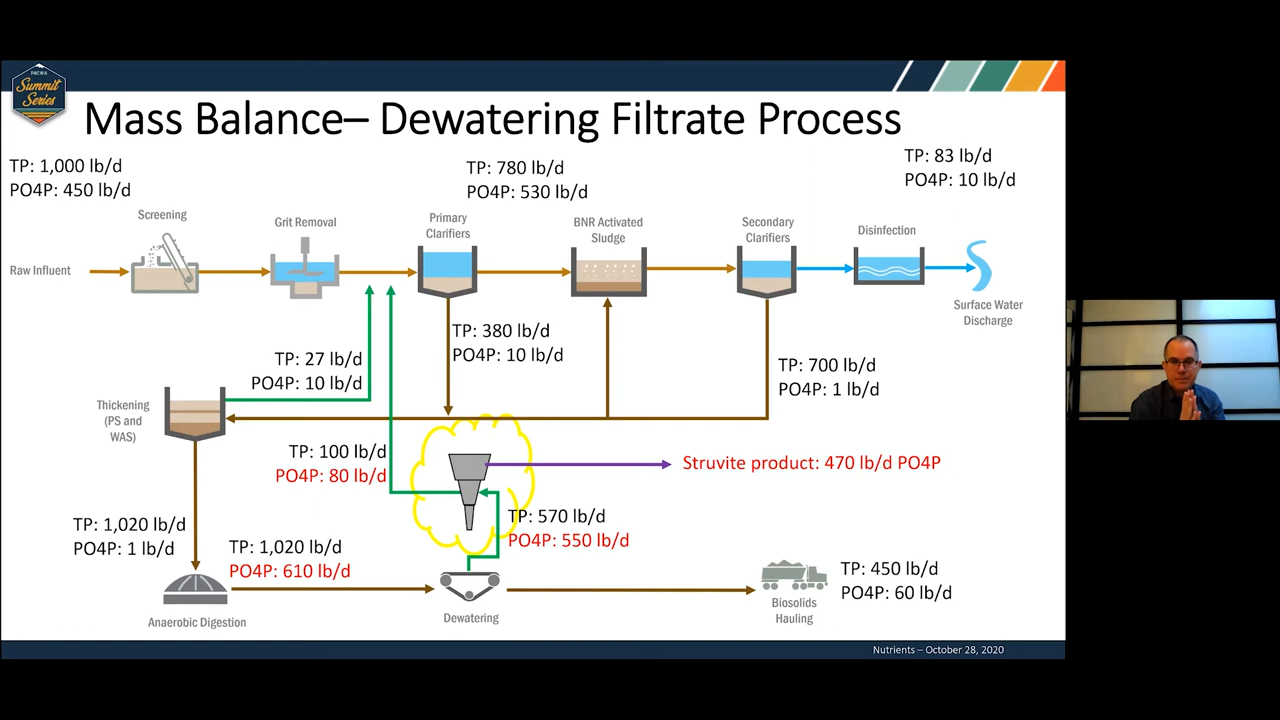 PNCWA
Summit
Series
Mass Balance– Dewatering Filtrate Process
TP: 1,000 lb/d
PO4P: 450 lb/d
TP: 780 lb/d
PO4P: 530 lb/d
TP: 83 lb/d
PO4P: 10 lb/d
Screening
Grit Removal
Primary
Clarifiers
BNR Activated
Sludge
Secondary
Clarifiers
Disinfection
Raw Influent
Surface Water
Discharge
TP: 380 lb/d
PO4P: 10 lb/d
TP: 27 lb/d
PO4P: 10 lb/d
TP: 700 lb/d
PO4P: 1 lb/d
Thickening
(PS and
WAS)
TP: 100 lb/d
PO4P: 80 lb/d
Struvite product: 470 lb/d PO4P
TP: 1,020 lb/d
PO4P: 1 lb/d
TP: 570 lb/d
PO4P: 550 lb/d
TP: 1,020 lb/d
PO4P: 610 lb/d
TP: 450 lb/d
PO4P: 60 lb/d
Anaerobic Digestion
Dewatering
Biosolids
Hauling
Nutrients – October 28, 2020